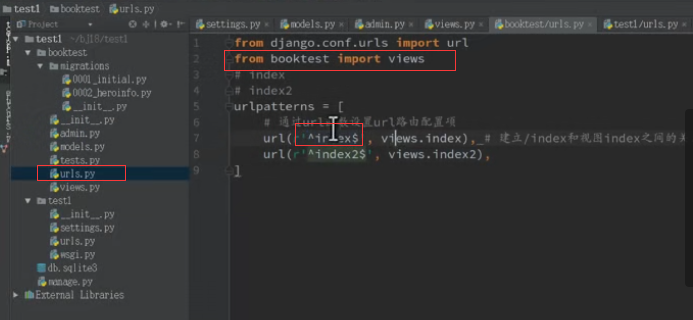 test1
booktest
urls.py
Project
settings.py
models.py
admin.py
views.py
booktest/urls.py
test1/urls.py
test1
booktest
migrations
0001_initial.py
0002_heroinfo.py
__init__.py
__init__.py
admin.py
models.py
tests.py
urls.py
views.py
test1
__init__.py
settings.py
urls.py
wsgi.py
db.sqlite3
manage.py
External Libraries
1 from django.conf.urls import url
2 from booktest import views
3 # index
4 # index2
5 urlpatterns = [
6 # 通过url函数设置url路由配置项
7 url(r'^index$', views.index), # 建立/index和视图index之间的关
8 url(r'^index2$', views.index2),
9 ]